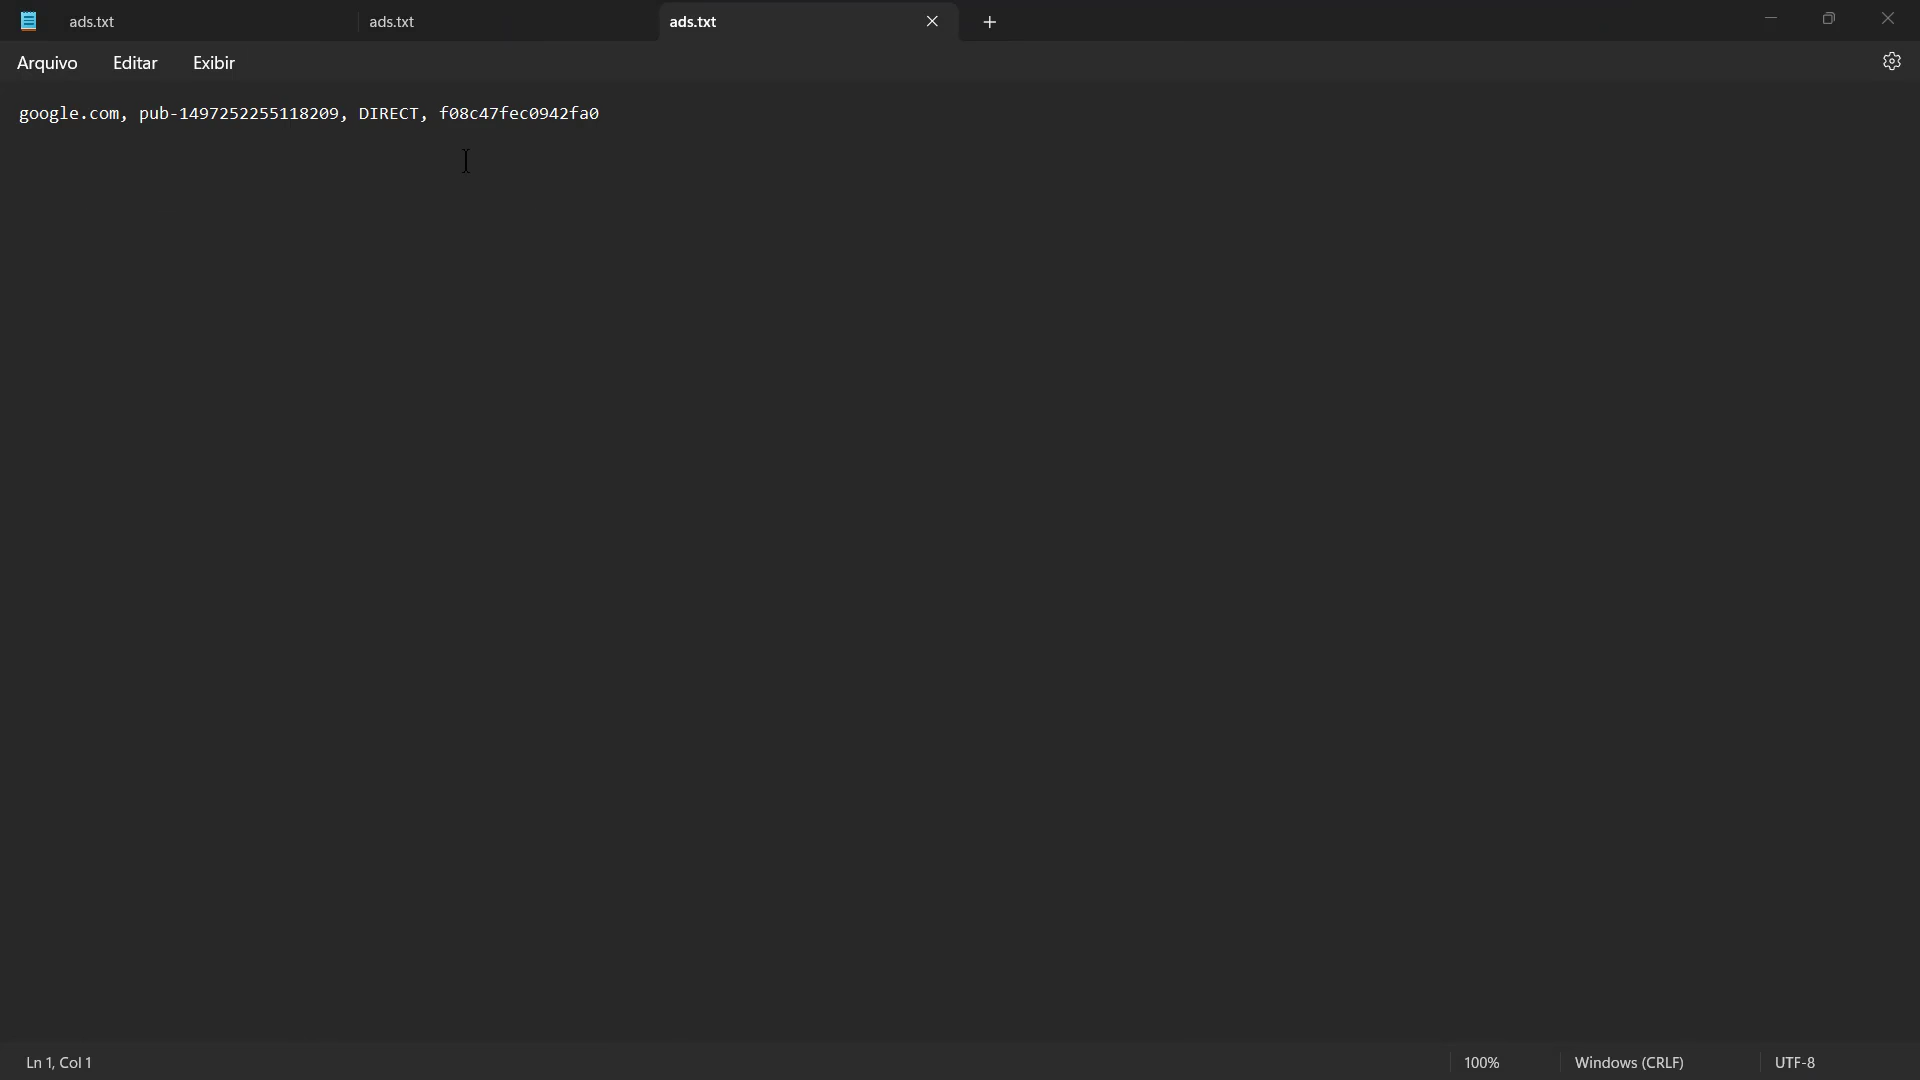 ads.txt
ads.txt
ads.txt
Arquivo Editar Exibir
google.com, pub-1497252255118209, DIRECT, f08c47fec0942fa0
Ln 1, Col 1
100%
Windows (CRLF)
UTF-8